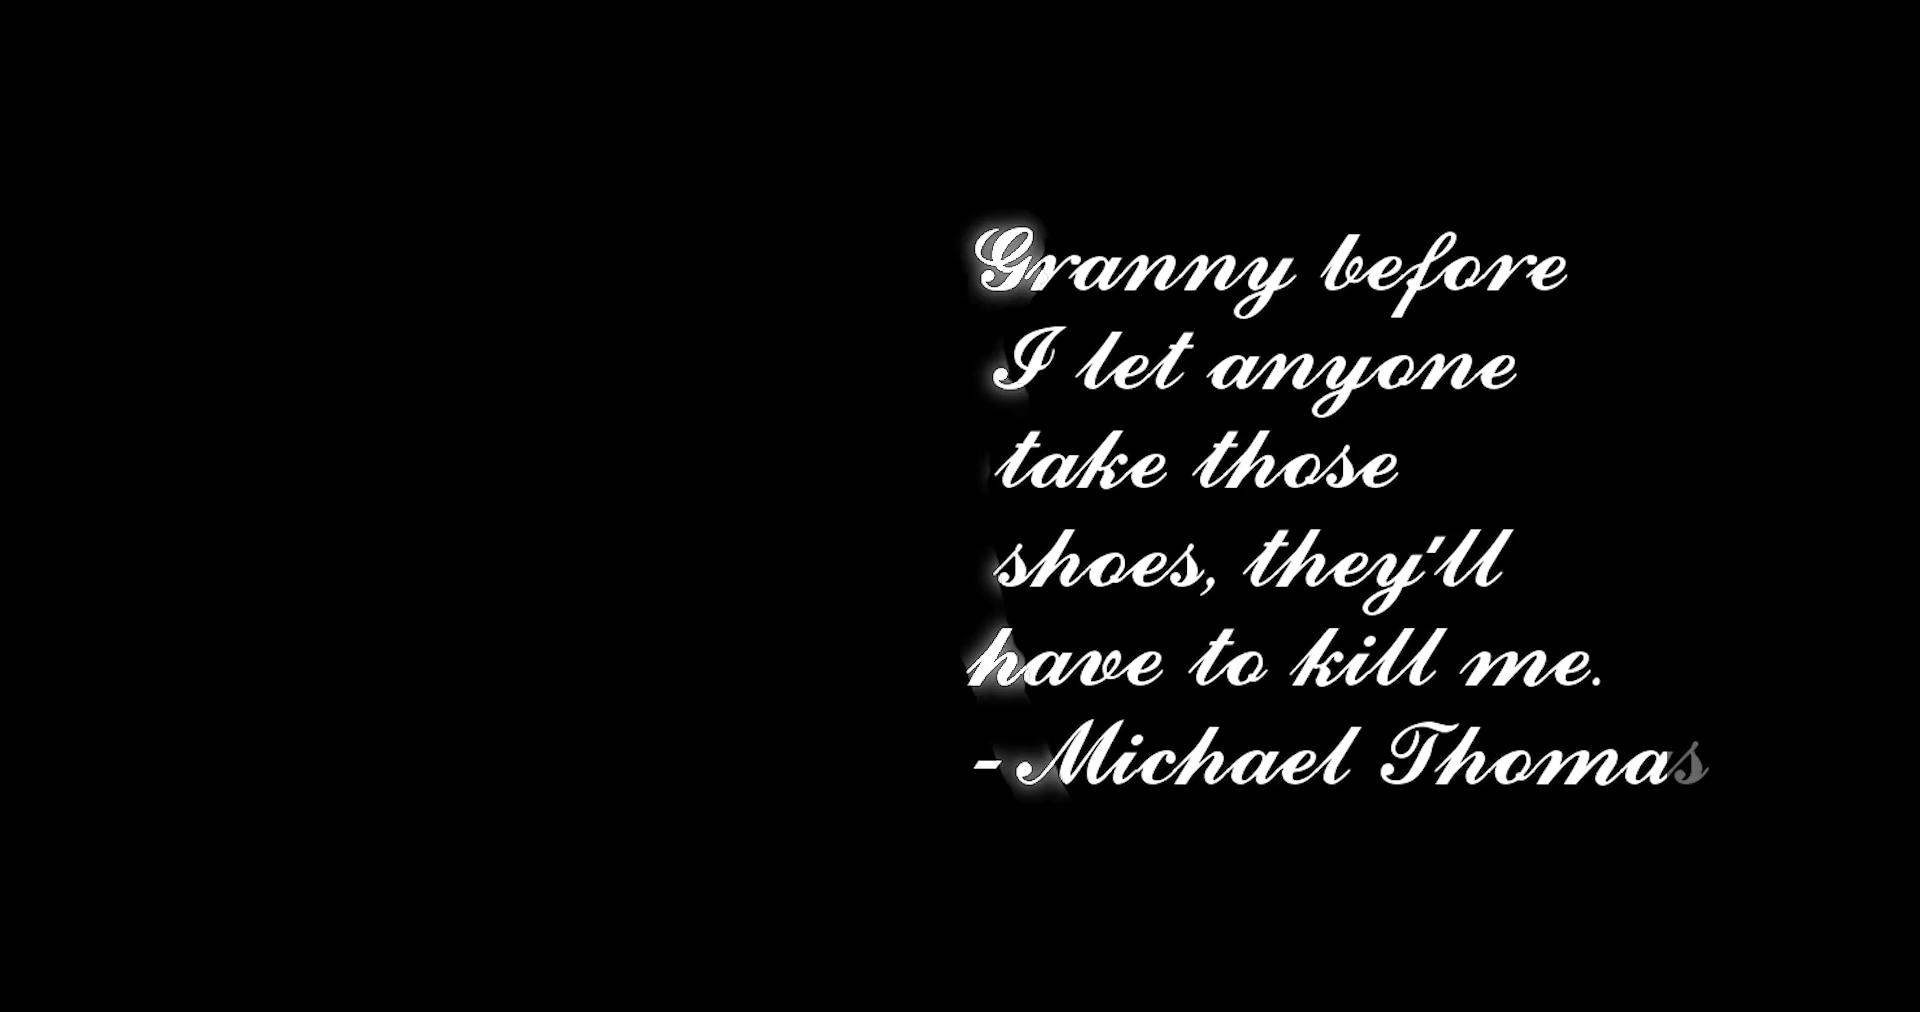 Granny before
I let anyone
take those
shoes, they'll
have to kill me.
- Michael Thomas